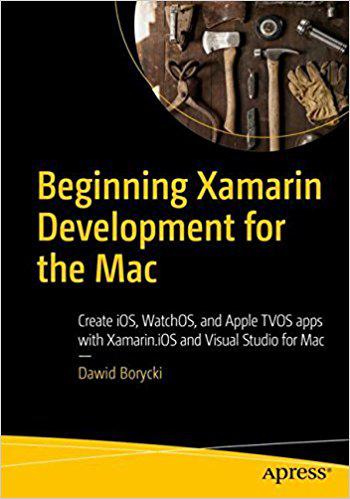 Beginning Xamarin
Development for
the Mac
Create iOS, WatchOS, and Apple TVOS apps
with Xamarin.iOS and Visual Studio for Mac
—
Dawid Borycki
Apress®